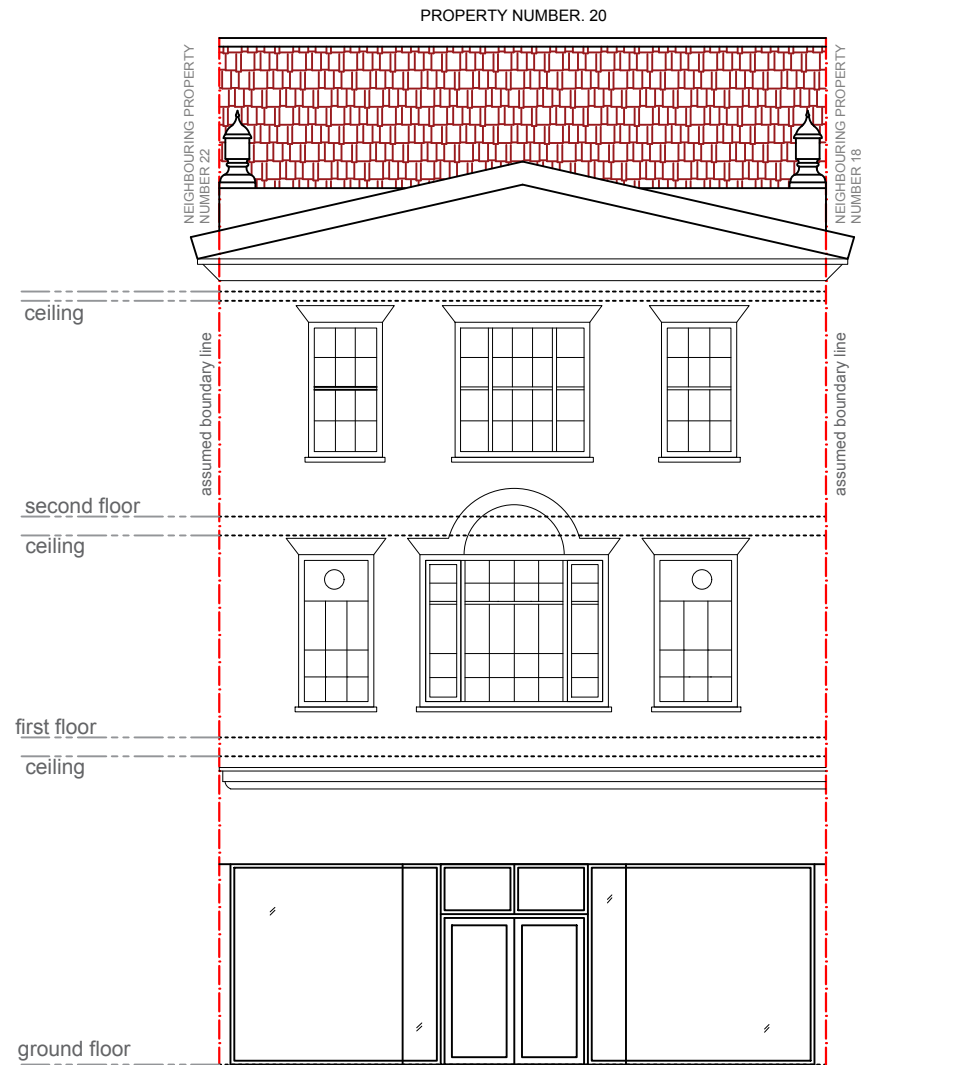 PROPERTY NUMBER. 20
NEIGHBOURING PROPERTY
NUMBER 22
NEIGHBOURING PROPERTY
NUMBER 18
ceiling
assumed boundary line
assumed boundary line
second floor
ceiling
first floor
ceiling
ground floor